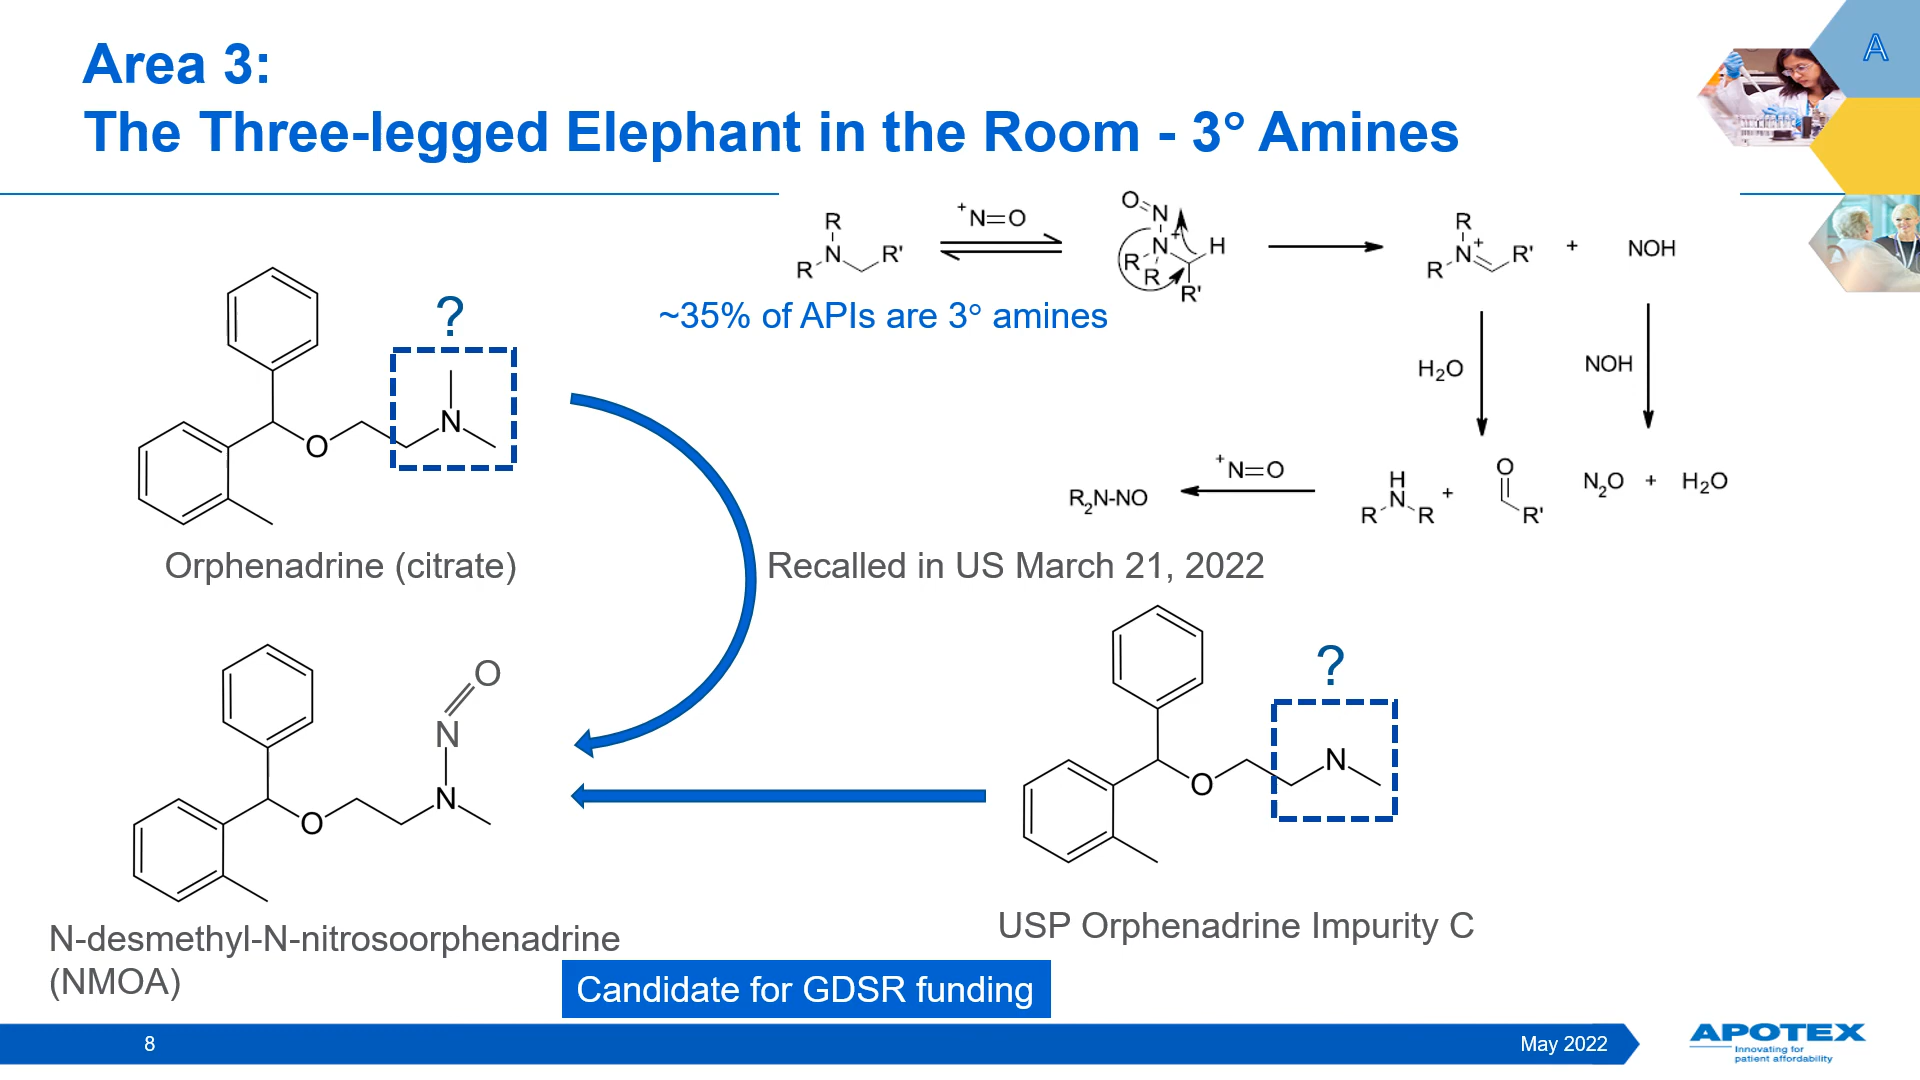 Area 3:
The Three-legged Elephant in the Room - 3° Amines
A
R
N
R
R'
+N=O
O=N
N+
H
R
R
R'
R
N+
R
R'
+
NOH
~35% of APIs are 3° amines
?
N
O
Orphenadrine (citrate)
H2O
NOH
R2N-NO
+N=O
H
N
R
R
+
O
R'
N2O + H2O
Recalled in US March 21, 2022
O
N
N
O
N-desmethyl-N-nitrosoorphenadrine
(NMOA)
?
N
O
USP Orphenadrine Impurity C
Candidate for GDSR funding
8
May 2022
APOTEX
Innovating for
patient affordability